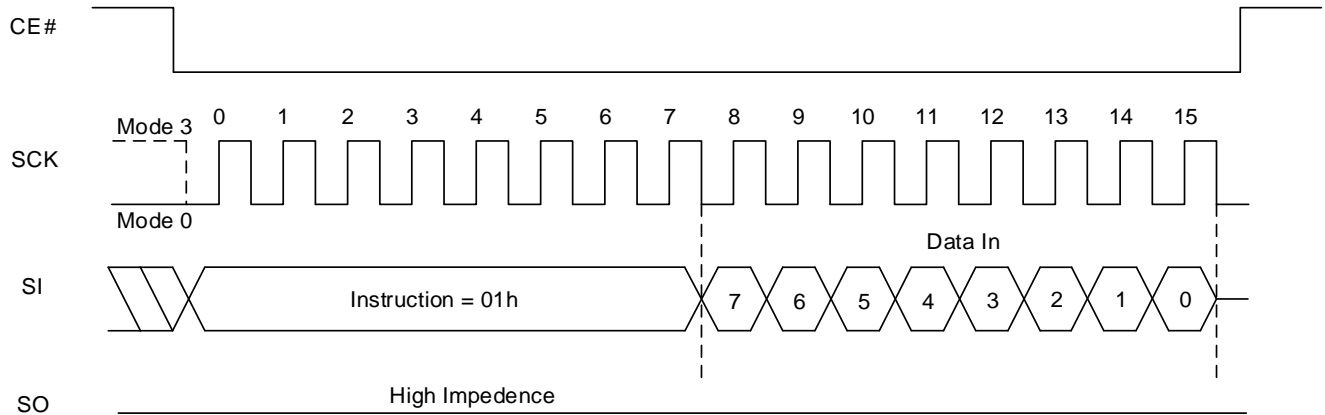 CE#
0 1 2 3 4 5 6 7 8 9 10 11 12 13 14 15
Mode 3
SCK
Mode 0
Data In
SI
Instruction = 01h 7 6 5 4 3 2 1 0
High Impedence
SO